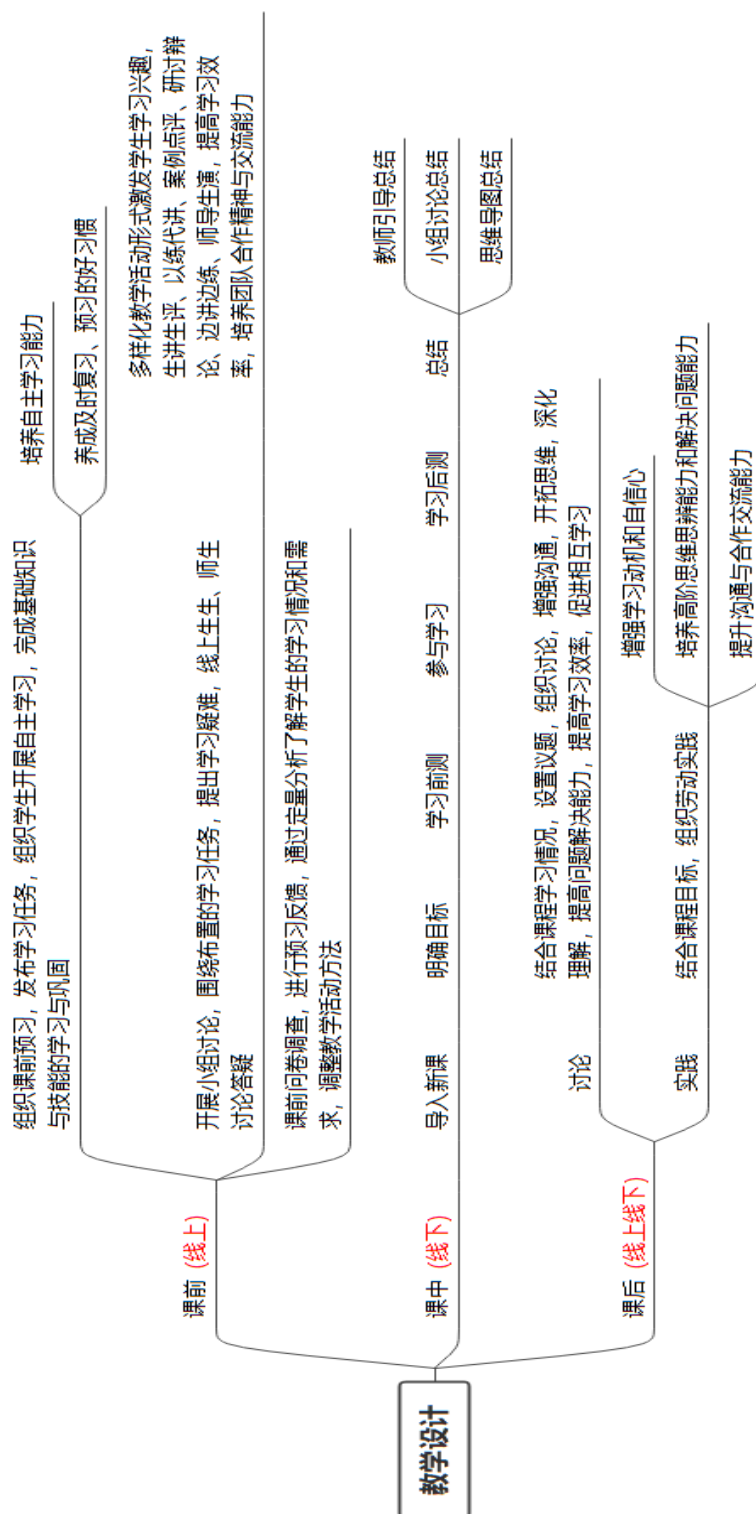 教学设计
课前（线上）
组织课前预习，发布学习任务，组织学生开展自主学习，完成基础知识
与技能的学习与巩固
培养自主学习能力
养成及时复习、预习的好习惯
开展小组讨论，围绕布置的学习任务，提出学习疑难，线上生生、师生
讨论答疑
多样化教学活动形式激发学生学习兴趣，
生讲生评、以练代讲、案例点评、研讨辩
论、边讲边练、师导生演，提高学习效
率，培养团队合作精神与交流能力
课前问卷调查，进行预习反馈，通过定量分析了解学生的学习情况和需
求，调整教学活动方法
课中（线下）
导入新课
明确目标
学习前测
参与学习
学习后测
总结
教师引导总结
小组讨论总结
思维导图总结
课后（线上线下）
讨论
结合课程学习情况，设置议题，组织讨论，增强沟通，开拓思维，深化
理解，提高问题解决能力，提高学习效率，促进相互学习
实践
结合课程目标，组织劳动实践
增强学习动机和自信心
培养高阶思维思辨能力和解决问题能力
提升沟通与合作交流能力